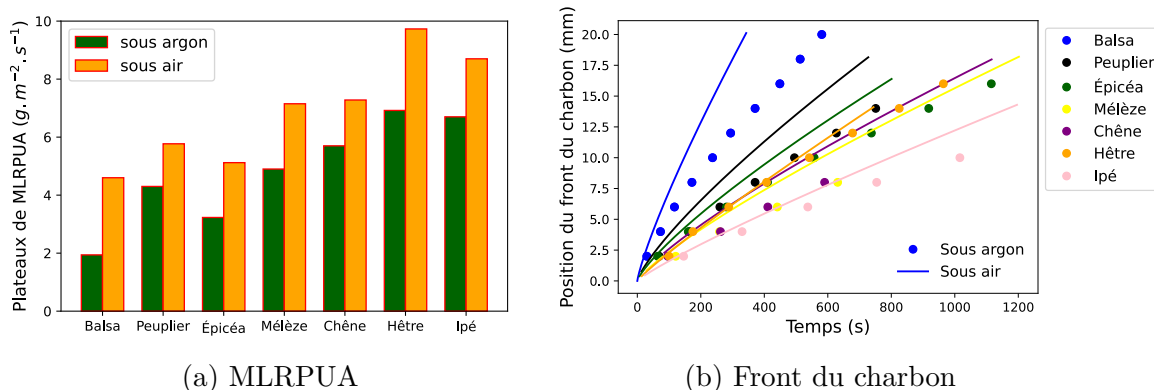 Plateaux de MLRPUA (g.m⁻².s⁻¹)
10
8
6
4
2
0
sous argon
sous air
Balsa Peuplier Épicéa Mélèze Chêne Hêtre Ipé
(a) MLRPUA
Position du front du charbon (mm)
20.0
17.5
15.0
12.5
10.0
7.5
5.0
2.5
0.0
Sous argon
Sous air
0 200 400 600 800 1000 1200
Temps (s)
Balsa
Peuplier
Épicéa
Mélèze
Chêne
Hêtre
Ipé
(b) Front du charbon